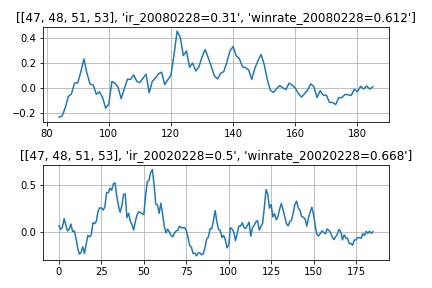 [[47, 48, 51, 53], 'ir_20080228=0.31', 'winrate_20080228=0.612']
0.4
0.2
0.0
−0.2
80 100 120 140 160 180
[[47, 48, 51, 53], 'ir_20020228=0.5', 'winrate_20020228=0.668']
0.5
0.0
0 25 50 75 100 125 150 175